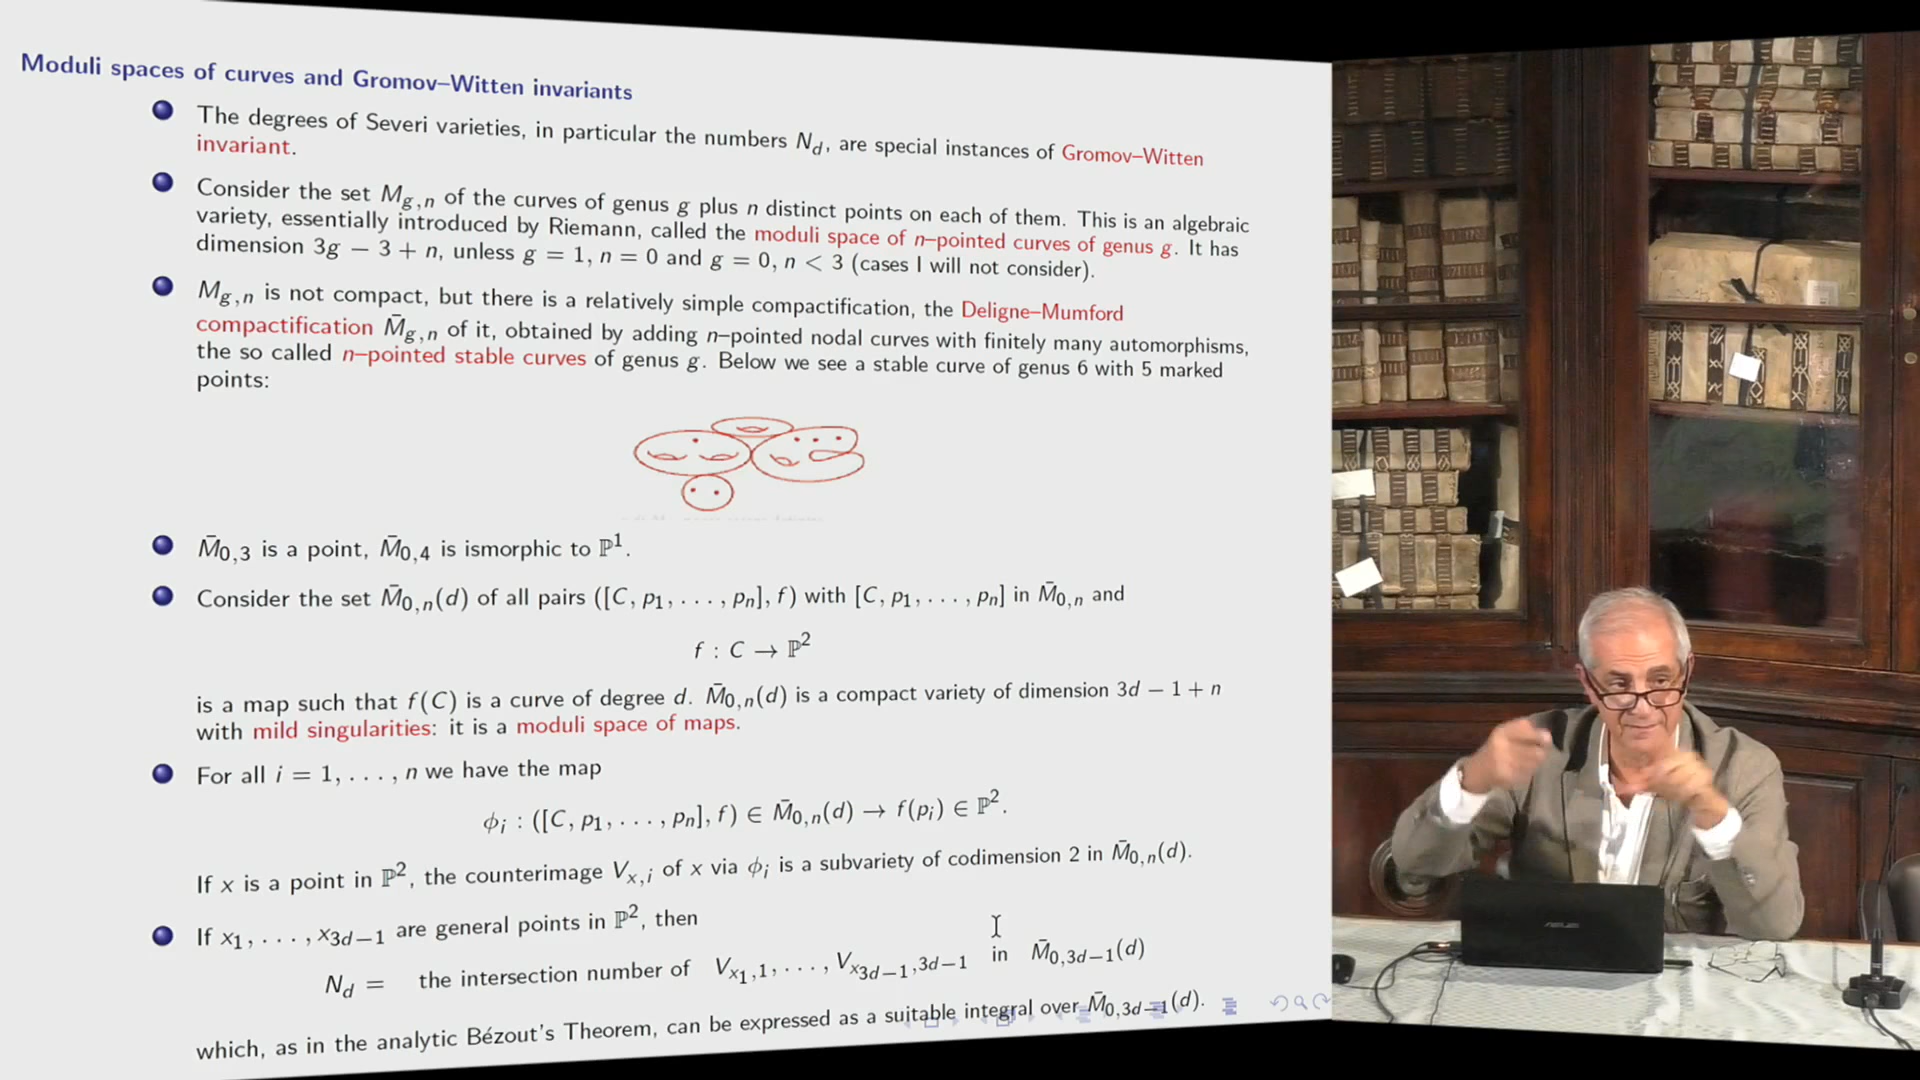 Moduli spaces of curves and Gromov–Witten invariants
The degrees of Severi varieties, in particular the numbers N_d, are special instances of Gromov–Witten
invariant.
Consider the set M_{g,n} of the curves of genus g plus n distinct points on each of them. This is an algebraic
variety, essentially introduced by Riemann, called the moduli space of n–pointed curves of genus g. It has
dimension 3g − 3 + n, unless g = 1, n = 0 and g = 0, n < 3 (cases I will not consider).
M_{g,n} is not compact, but there is a relatively simple compactification, the Deligne–Mumford
compactification M̄_{g,n} of it, obtained by adding n–pointed nodal curves with finitely many automorphisms,
the so called n–pointed stable curves of genus g. Below we see a stable curve of genus 6 with 5 marked
points:
M̄_{0,3} is a point, M̄_{0,4} is ismorphic to ℙ¹.
Consider the set M̄_{0,n}(d) of all pairs ([C, p₁, . . . , pₙ], f) with [C, p₁, . . . , pₙ] in M̄_{0,n} and
f : C → ℙ²
is a map such that f(C) is a curve of degree d. M̄_{0,n}(d) is a compact variety of dimension 3d − 1 + n
with mild singularities: it is a moduli space of maps.
For all i = 1, . . . , n we have the map
ϕ_i : ([C, p₁, . . . , pₙ], f) ∈ M̄_{0,n}(d) → f(p_i) ∈ ℙ².
If x is a point in ℙ², the counterimage V_{x,i} of x via ϕ_i is a subvariety of codimension 2 in M̄_{0,n}(d).
If x₁, . . . , x_{3d−1} are general points in ℙ², then
N_d = the intersection number of V_{x₁,1}, . . . , V_{x_{3d−1},3d−1} in M̄_{0,3d−1}(d)
which, as in the analytic Bézout's Theorem, can be expressed as a suitable integral over M̄_{0,3d−1}(d).
ASUS